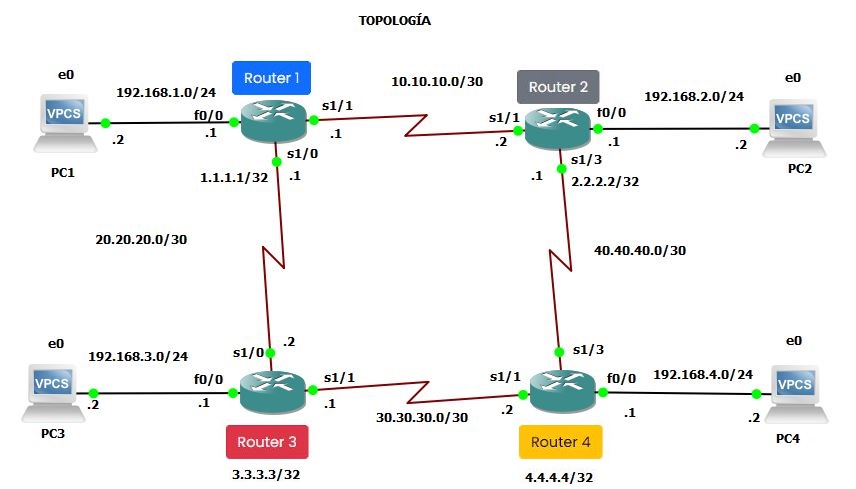 TOPOLOGÍA
Router 1
Router 2
e0
192.168.1.0/24
VPCS
.2
PC1
f0/0
.1
s1/1
.1
10.10.10.0/30
s1/1
.2
f0/0
.1
192.168.2.0/24
e0
VPCS
.2
PC2
s1/0
1.1.1.1/32
.1
s1/3
.1
2.2.2.2/32
20.20.20.0/30
40.40.40.0/30
e0
192.168.3.0/24
VPCS
.2
PC3
.2
s1/0
f0/0
.1
s1/1
.1
30.30.30.0/30
s1/3
s1/1
.2
f0/0
.1
192.168.4.0/24
e0
VPCS
.2
PC4
Router 3
3.3.3.3/32
Router 4
4.4.4.4/32